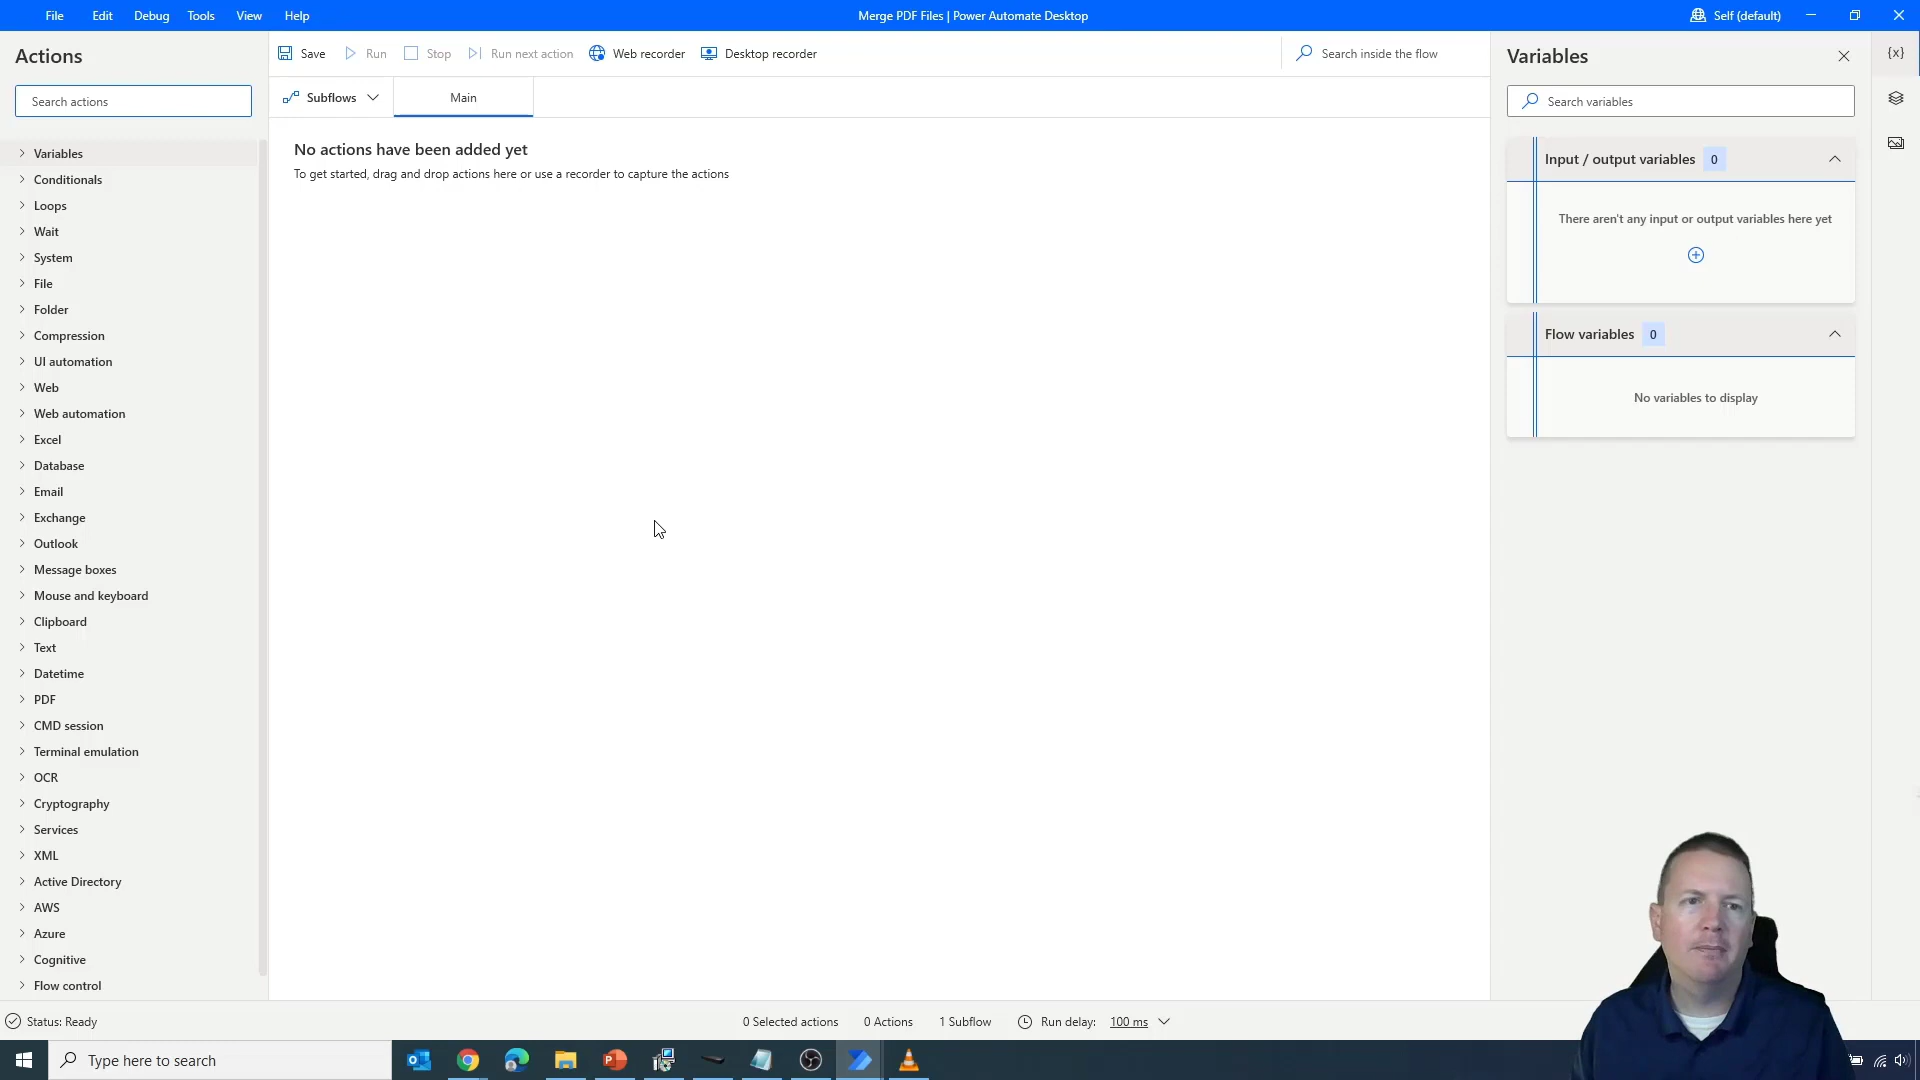 File Edit Debug Tools View Help
Merge PDF Files | Power Automate Desktop
Self (default)
Actions
Search actions
Variables
Conditionals
Loops
Wait
System
File
Folder
Compression
UI automation
Web
Web automation
Excel
Database
Email
Exchange
Outlook
Message boxes
Mouse and keyboard
Clipboard
Text
Datetime
PDF
CMD session
Terminal emulation
OCR
Cryptography
Services
XML
Active Directory
AWS
Azure
Cognitive
Flow control
Save Run Stop Run next action Web recorder Desktop recorder
Search inside the flow
Subflows Main
No actions have been added yet
To get started, drag and drop actions here or use a recorder to capture the actions
Variables
{x}
Search variables
Input / output variables 0
There aren't any input or output variables here yet
Flow variables 0
No variables to display
Status: Ready
0 Selected actions 0 Actions 1 Subflow Run delay: 100 ms
Type here to search